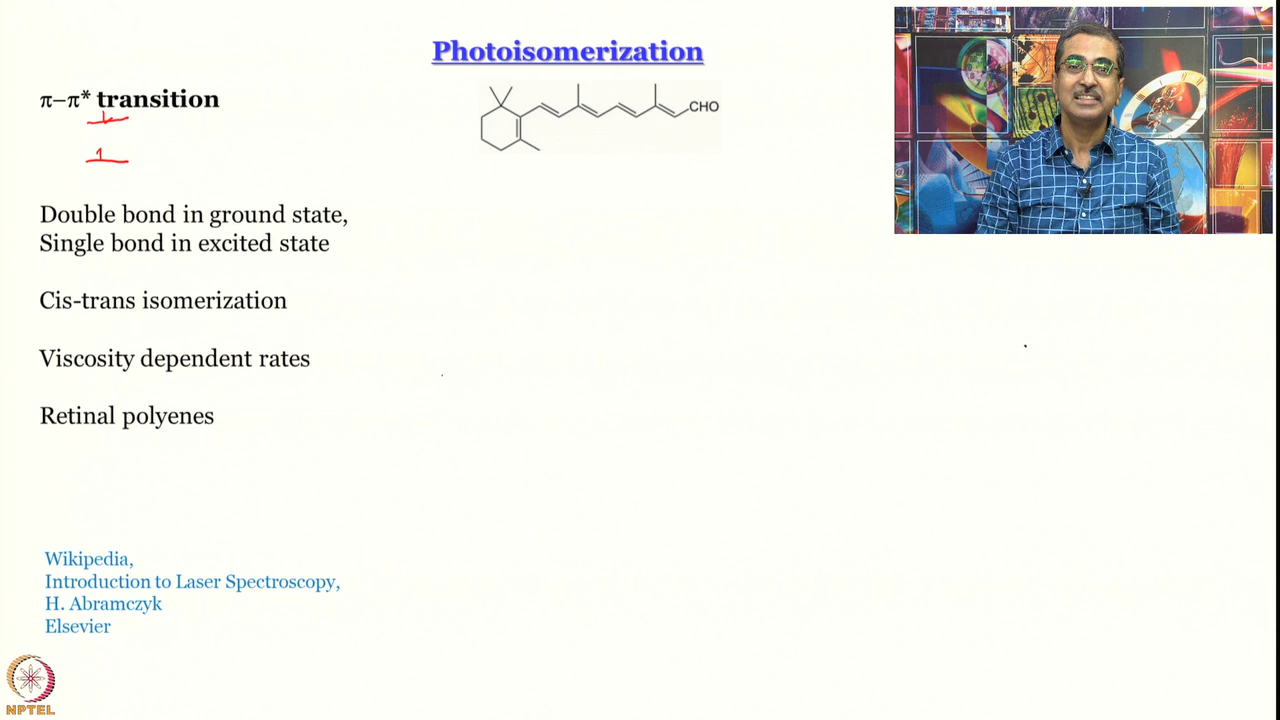 Photoisomerization
π–π* transition
CHO
Double bond in ground state,
Single bond in excited state
Cis-trans isomerization
Viscosity dependent rates
Retinal polyenes
Wikipedia,
Introduction to Laser Spectroscopy,
H. Abramczyk
Elsevier
NPTEL